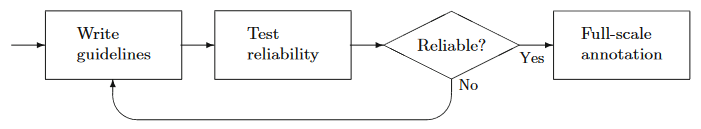 Write
guidelines
Test
reliability
Reliable?
Yes
No
Full-scale
annotation